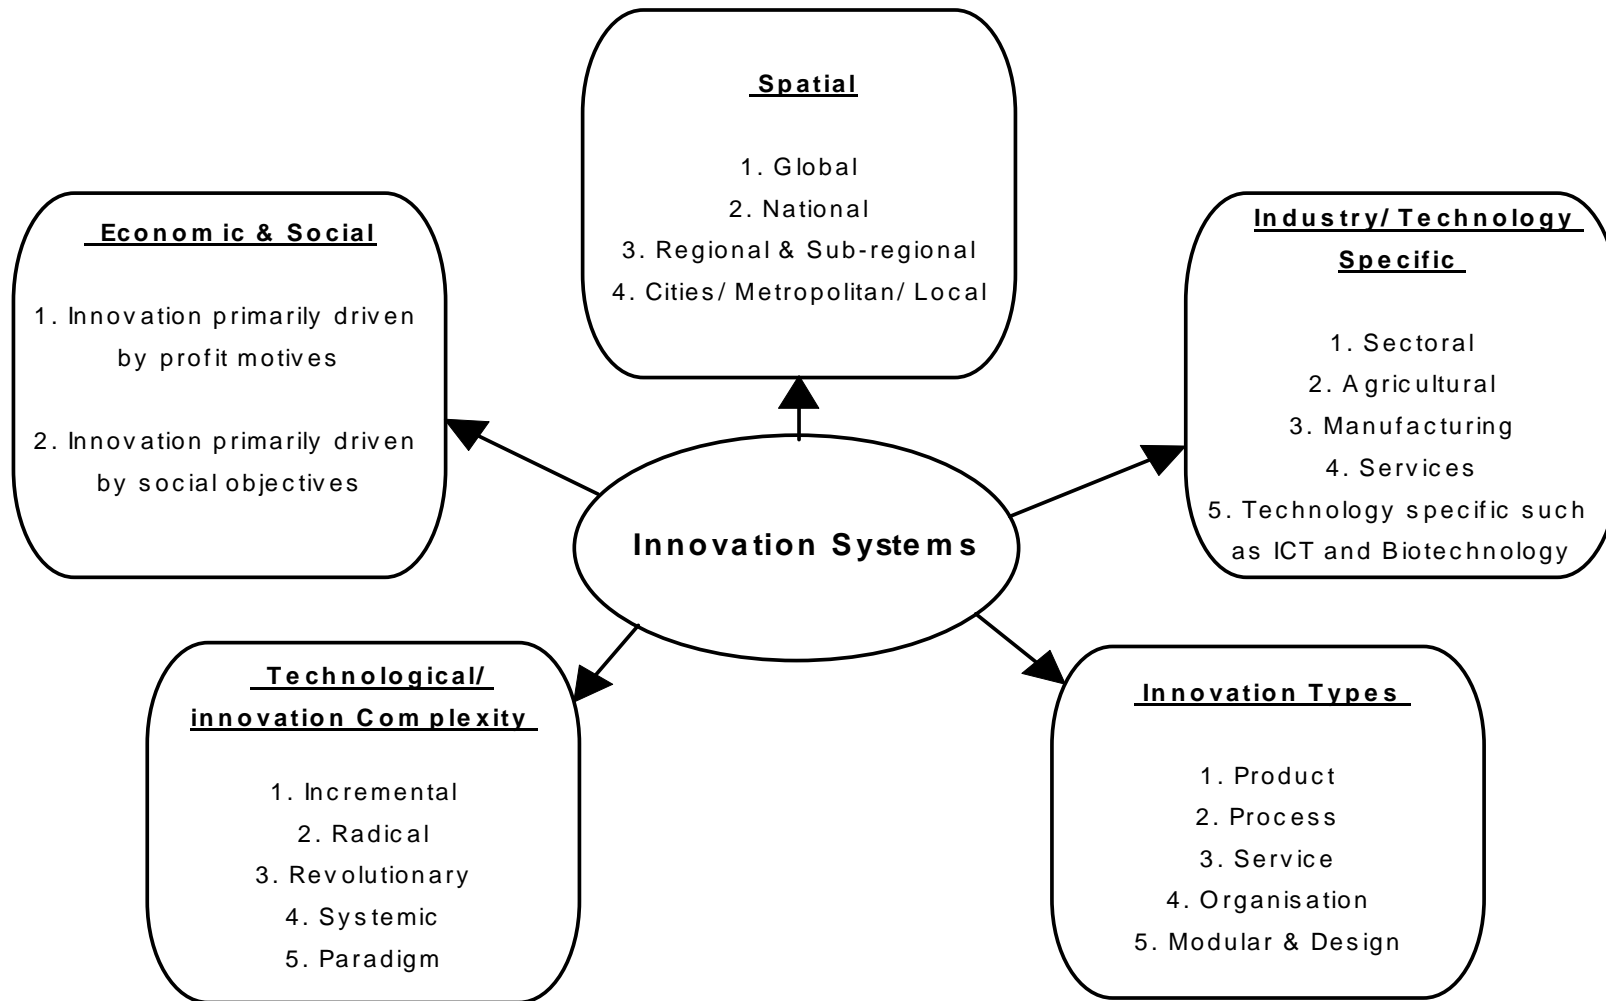 Spatial
1. Global
2. National
3. Regional & Sub-regional
4. Cities/ Metropolitan/ Local
Economic & Social
1. Innovation primarily driven
by profit motives
2. Innovation primarily driven
by social objectives
Industry/ Technology
Specific
1. Sectoral
2. Agricultural
3. Manufacturing
4. Services
5. Technology specific such
as ICT and Biotechnology
Innovation Systems
Technological/
innovation Complexity
1. Incremental
2. Radical
3. Revolutionary
4. Systemic
5. Paradigm
Innovation Types
1. Product
2. Process
3. Service
4. Organisation
5. Modular & Design